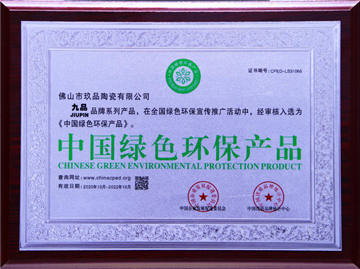 证书编号：CPED-LS31065
佛山市玖品陶瓷有限公司
九品
JIUPIN 品牌系列产品，在全国绿色环保宣传推广活动中，经审核入选为
《中国绿色环保产品》。
中国绿色环保产品
CHINESE GREEN ENVIRONMENTAL PROTECTION PRODUCT
查询网址：www.chinacped.org
有效日期：2020年10月-2022年10月